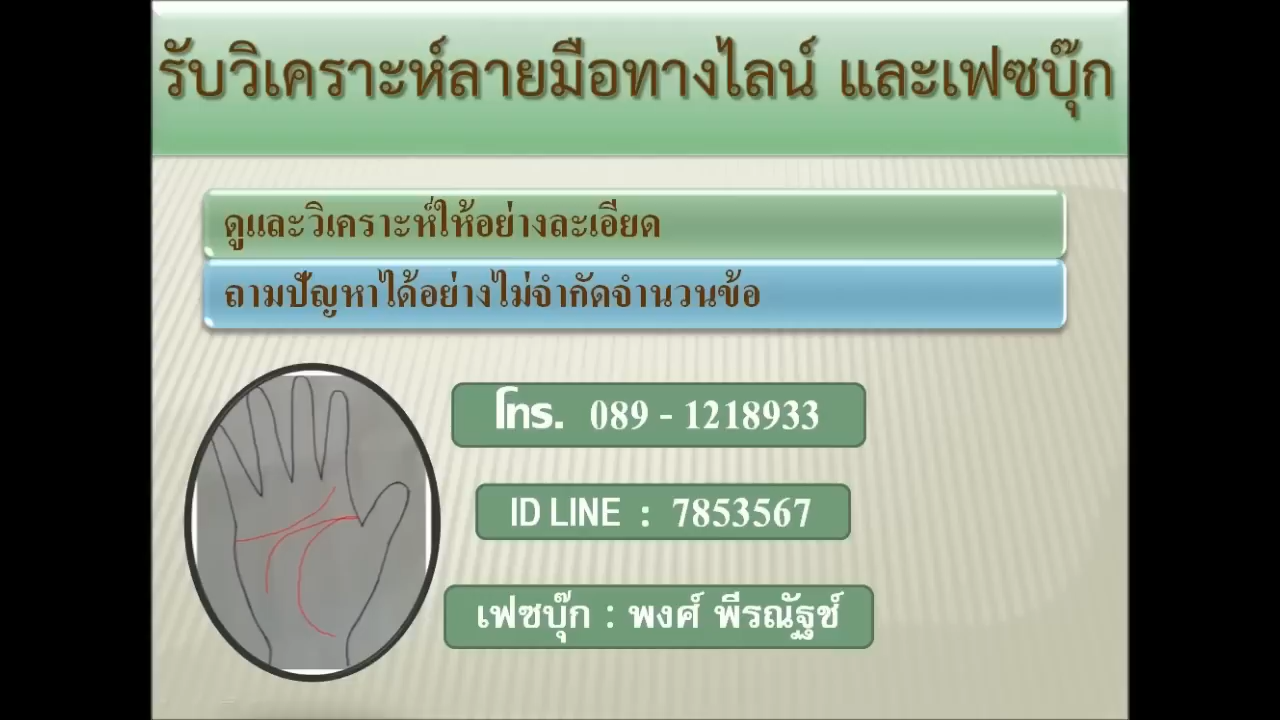 รับวิเคราะห์ลายมือทางไลน์ และเฟซบุ๊ก
ดูและวิเคราะห์ให้อย่างละเอียด
ถามปัญหาได้อย่างไม่จำกัดจำนวนข้อ
โทร. 089 - 1218933
ID LINE : 7853567
เฟซบุ๊ก : พงศ์ พีรณัฐช์